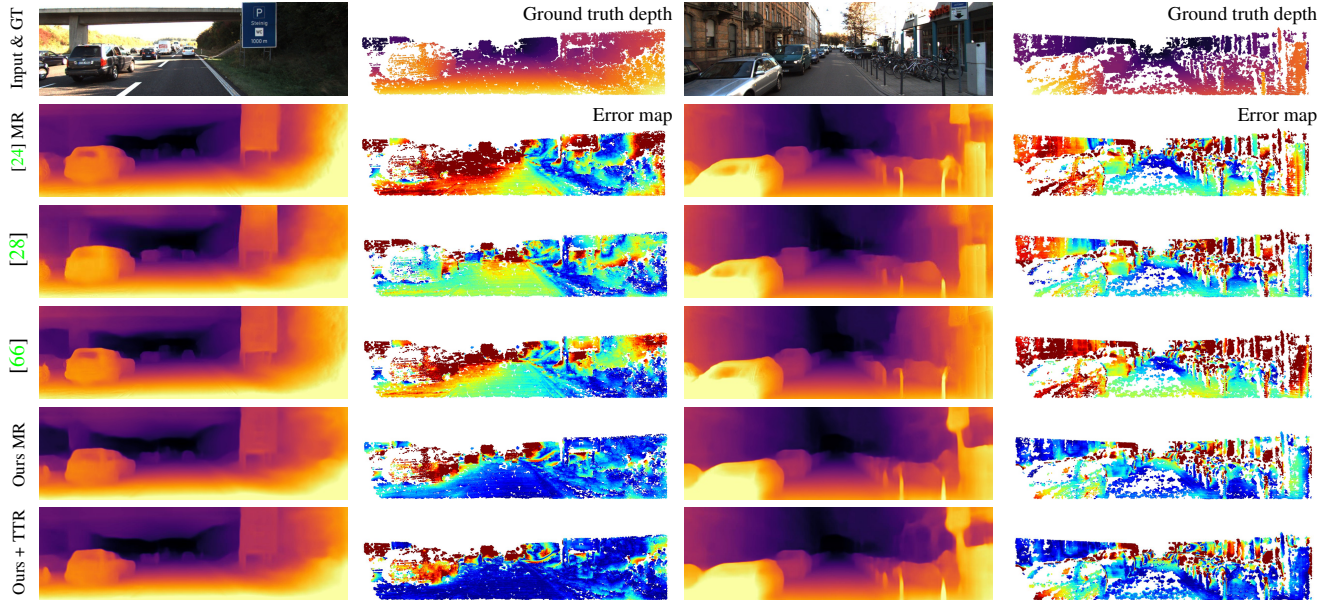 Input & GT
Ground truth depth
Ground truth depth
P
1000 m
[24] MR
Error map
Error map
[28]
[66]
Ours MR
Ours + TTR